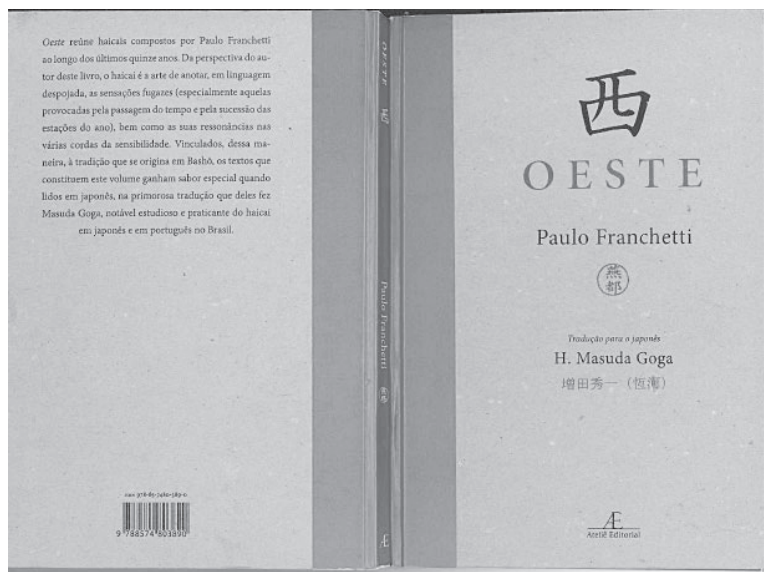 Oeste reúne haicais compostos por Paulo Franchetti
ao longo dos últimos quinze anos. Da perspectiva do au-
tor deste livro, o haicai é a arte de anotar, em linguagem
despojada, as sensações fugazes (especialmente aquelas
provocadas pela passagem do tempo e pela sucessão das
estações do ano), bem como as suas ressonâncias nas
várias cordas da sensibilidade. Vinculados, dessa ma-
neira, à tradição que se origina em Bashô, os textos que
constituem este volume ganham sabor especial quando
lidos em japonês, na primorosa tradução que deles fez
Masuda Goga, notável estudioso e praticante do haicai
em japonês e em português no Brasil.
9 788574 803890
OESTE
西
Paulo Franchetti
Æ
西
OESTE
Paulo Franchetti
燕都
Tradução para o japonês
H. Masuda Goga
増田秀一 (恆瀧)
Æ
Ateliê Editorial